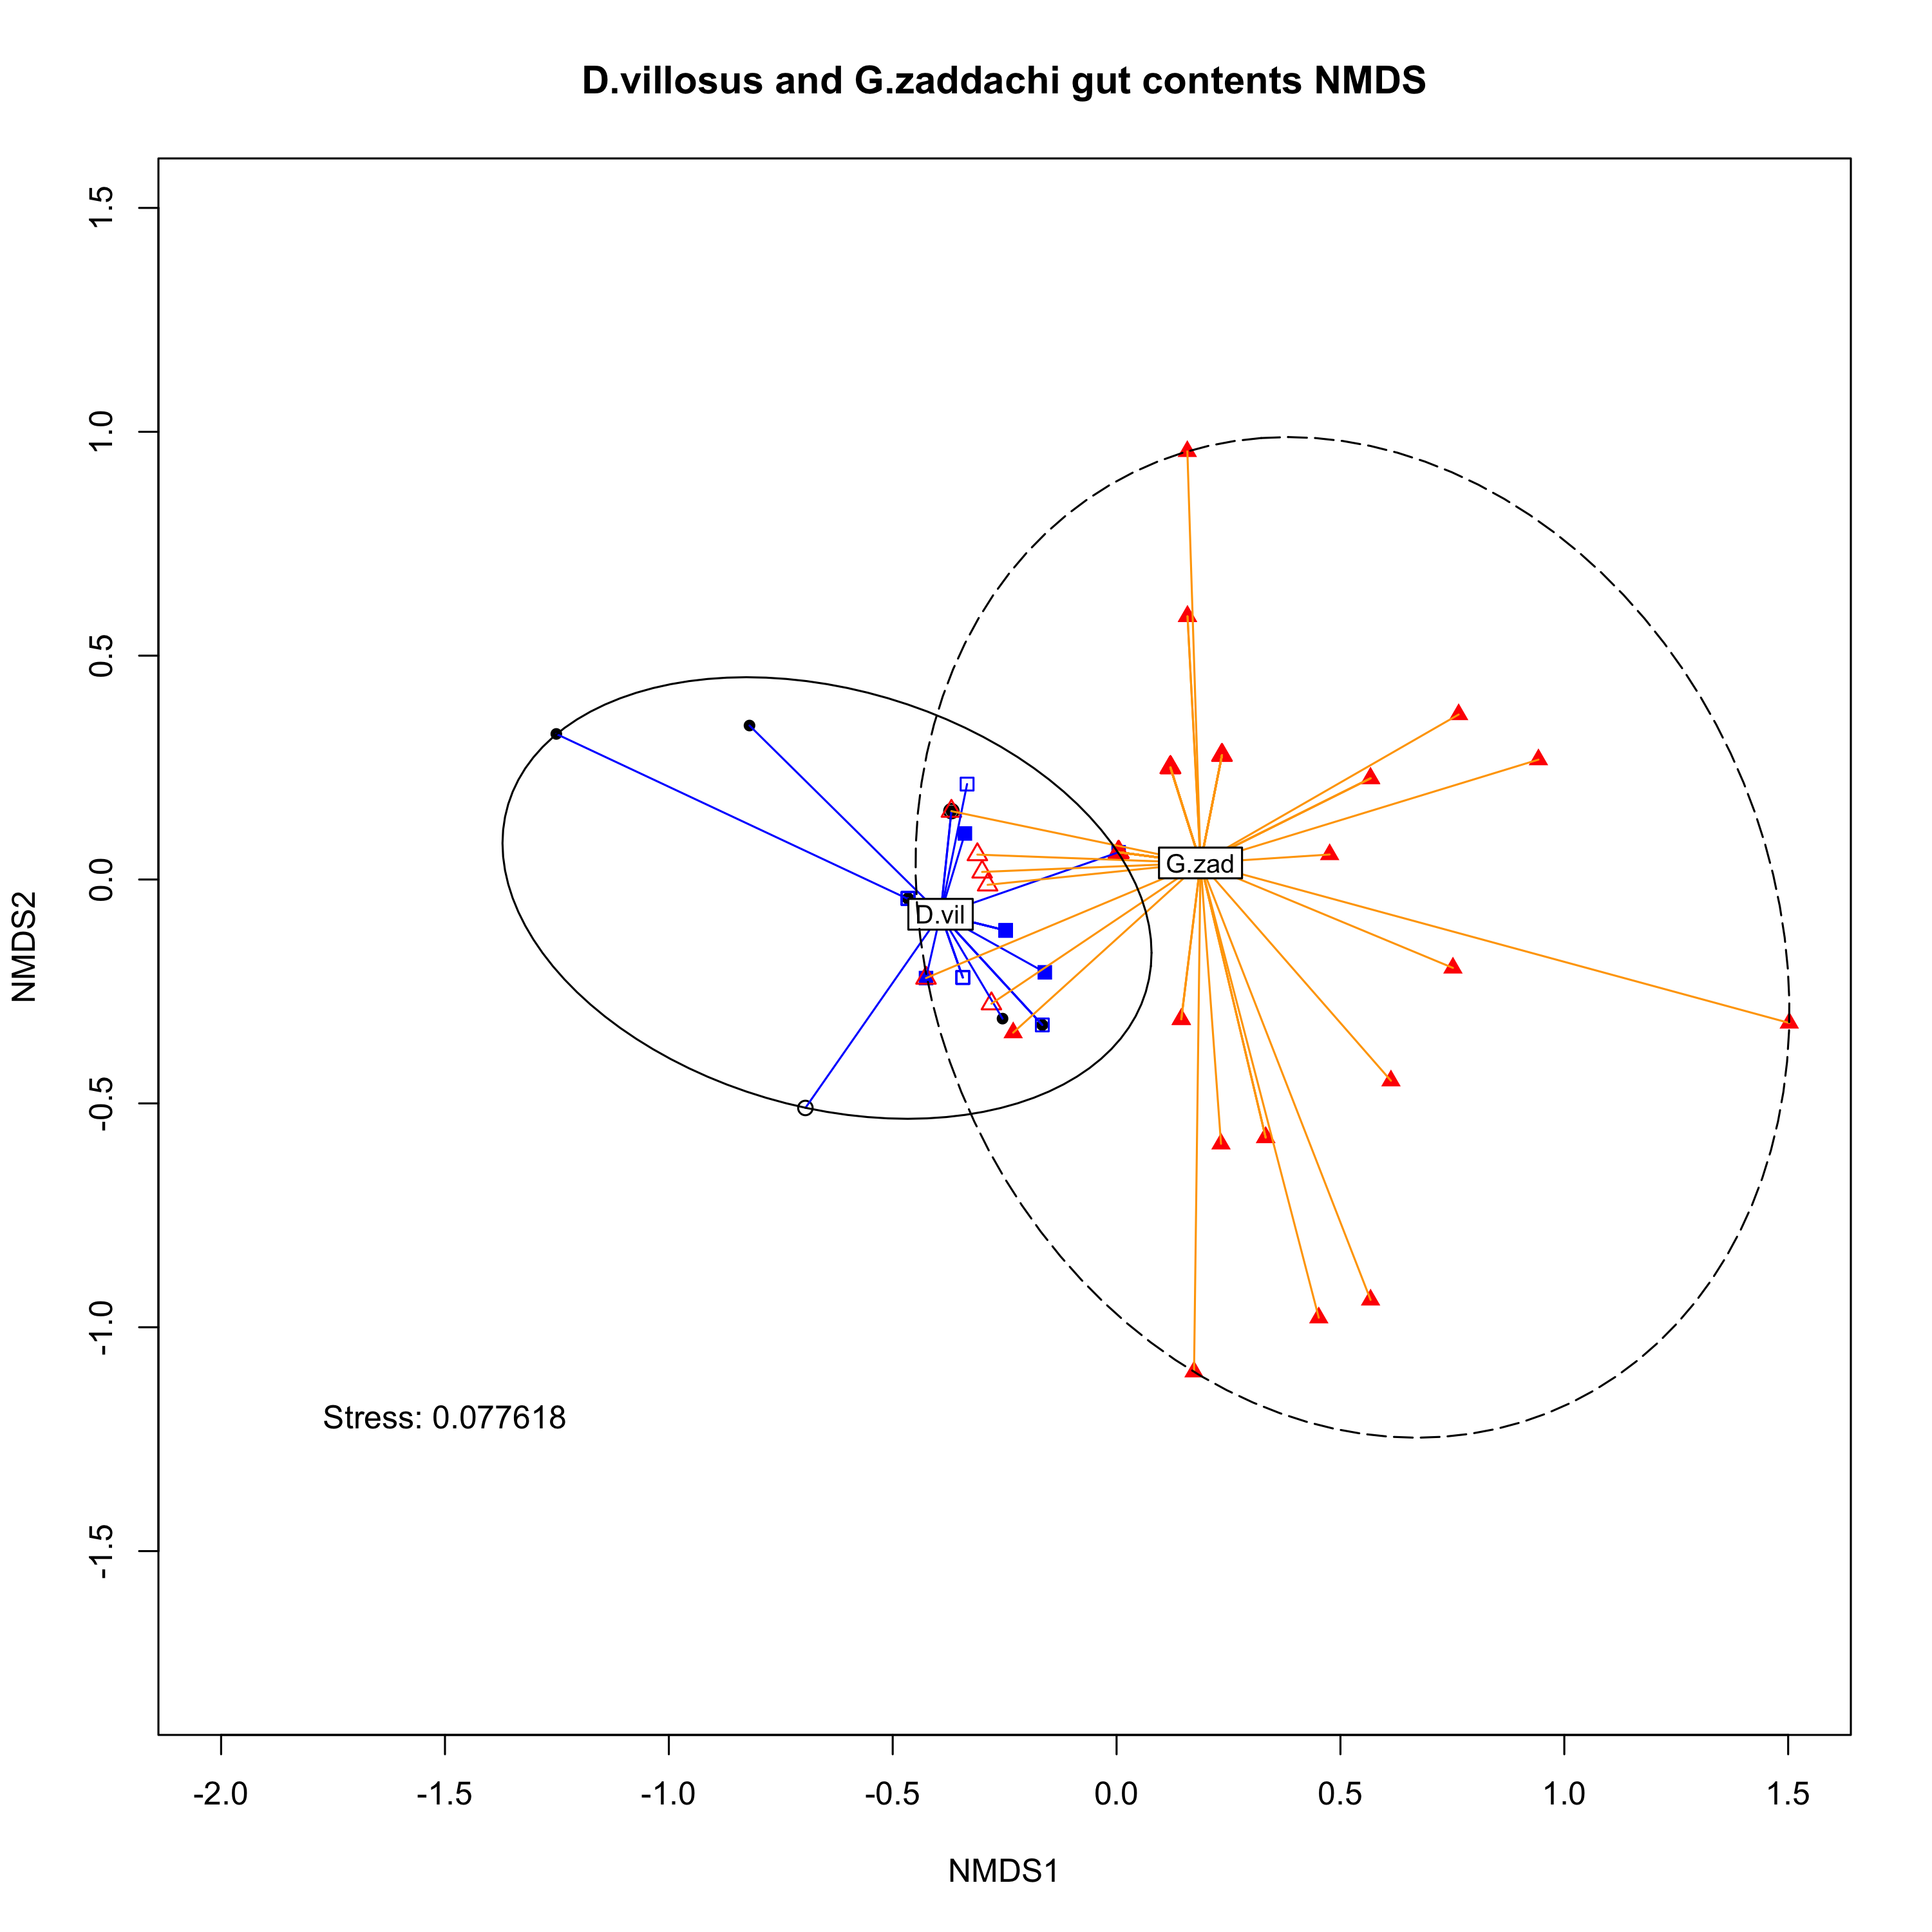 D.villosus and G.zaddachi gut contents NMDS
1.5
1.0
0.5
0.0
-0.5
-1.0
-1.5
NMDS2
G.zad
D.vil
Stress: 0.077618
-2.0 -1.5 -1.0 -0.5 0.0 0.5 1.0 1.5
NMDS1